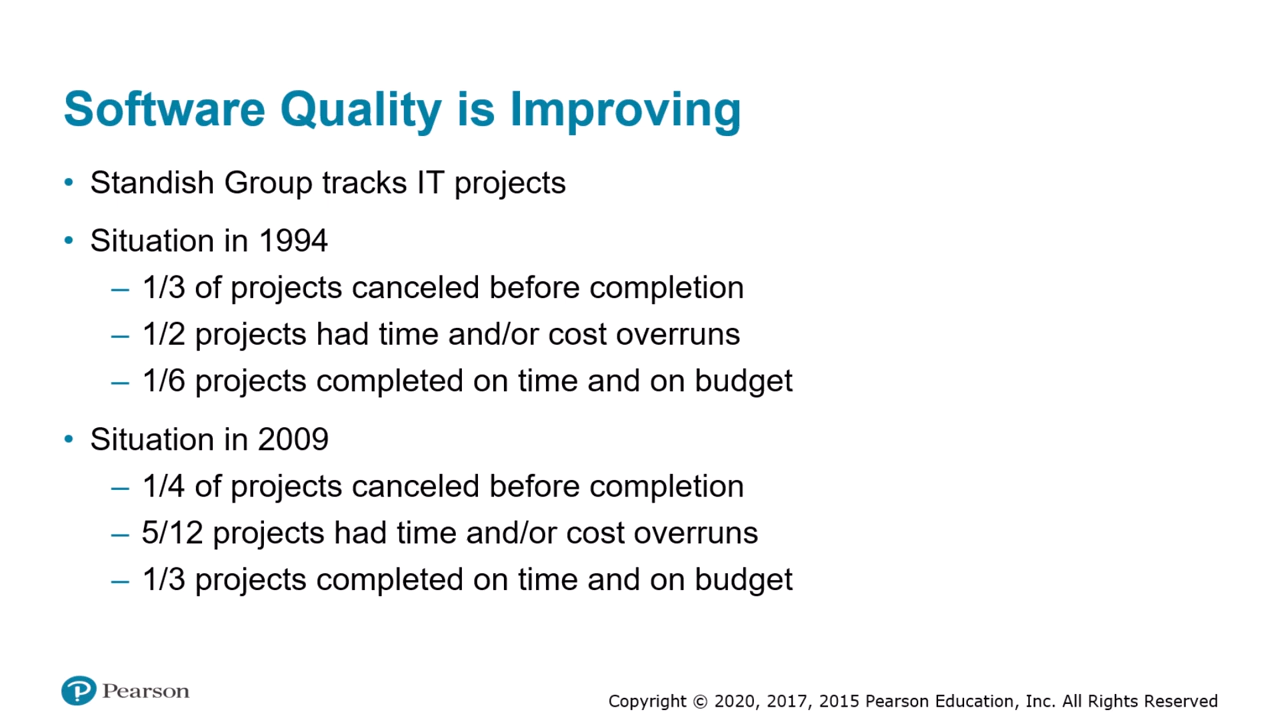 Software Quality is Improving
• Standish Group tracks IT projects
• Situation in 1994
– 1/3 of projects canceled before completion
– 1/2 projects had time and/or cost overruns
– 1/6 projects completed on time and on budget
• Situation in 2009
– 1/4 of projects canceled before completion
– 5/12 projects had time and/or cost overruns
– 1/3 projects completed on time and on budget
Pearson
Copyright © 2020, 2017, 2015 Pearson Education, Inc. All Rights Reserved